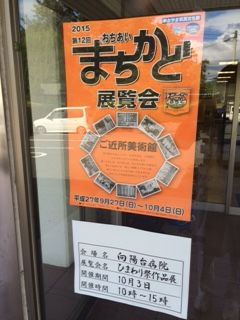 2015
第12回 おちあい
まちかど
展覧会
ご近所美術館
平成27年9月27日(日)～10月4日(日)
会場名 向陽台病院
展覧会名 ひまわり祭作品展
開催期間 10月3日
開催時間 10時～15時